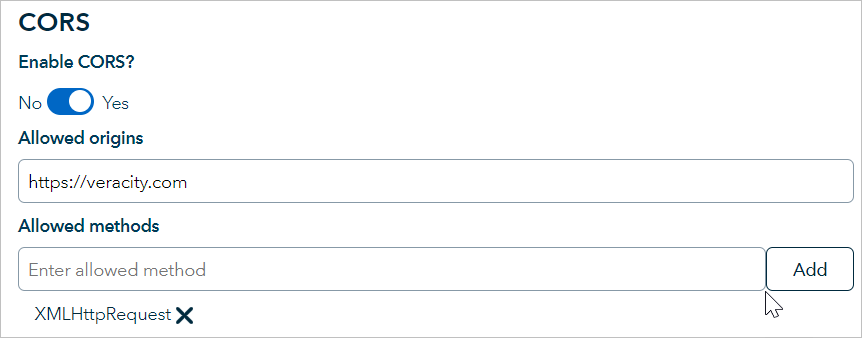 CORS
Enable CORS?
No Yes
Allowed origins
https://veracity.com
Allowed methods
Enter allowed method Add
XMLHttpRequest